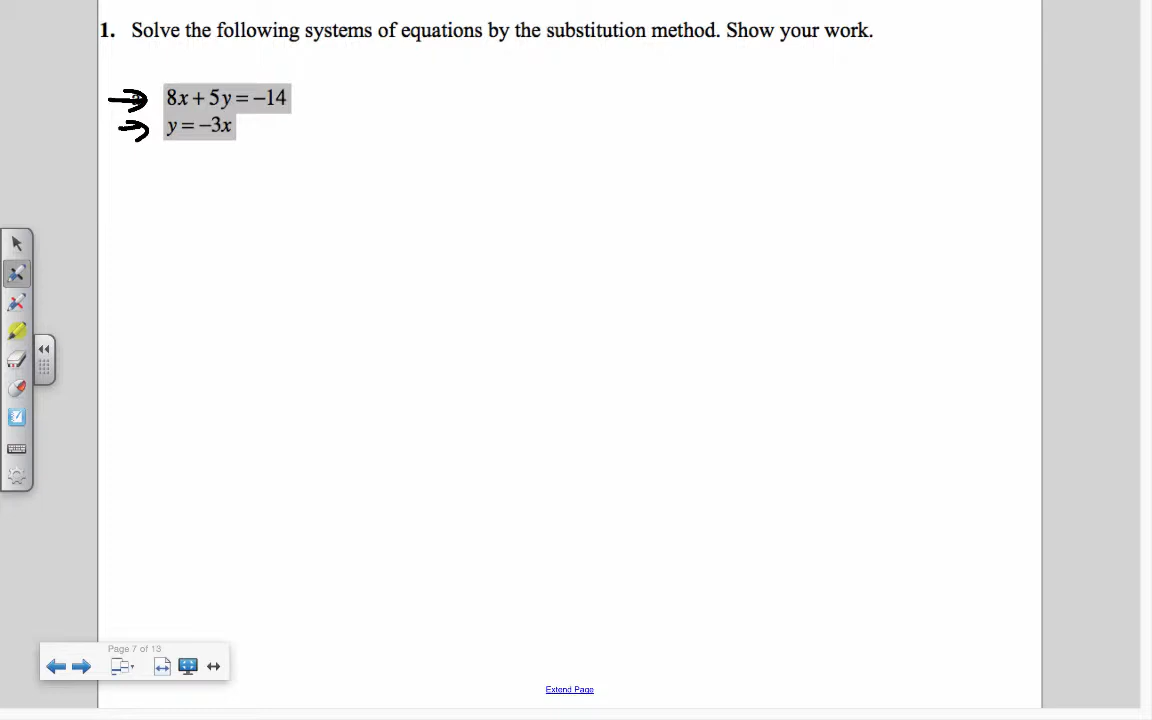 1. Solve the following systems of equations by the substitution method. Show your work.
8x + 5y = −14
y = −3x
Page 7 of 13
Extend Page